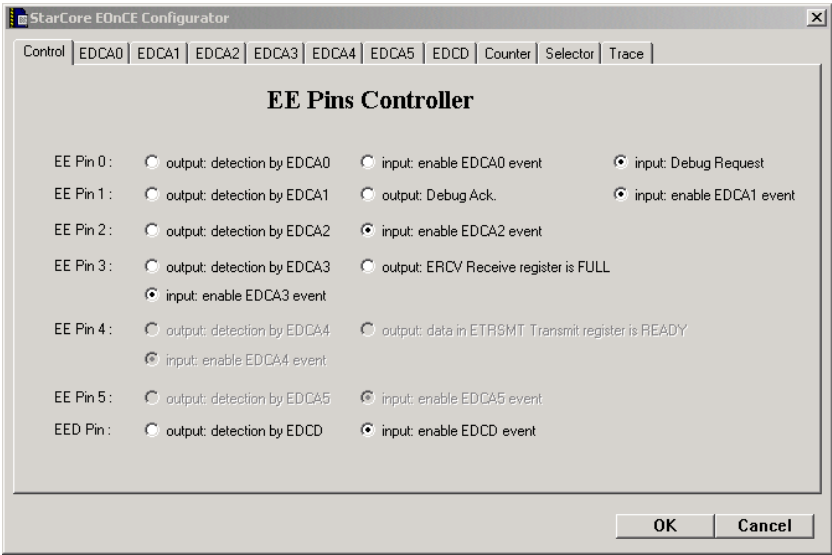 StarCore EOnCE Configurator
Control EDCA0 EDCA1 EDCA2 EDCA3 EDCA4 EDCA5 EDCD Counter Selector Trace
EE Pins Controller
EE Pin 0 : output: detection by EDCA0 input: enable EDCA0 event input: Debug Request
EE Pin 1 : output: detection by EDCA1 output: Debug Ack. input: enable EDCA1 event
EE Pin 2 : output: detection by EDCA2 input: enable EDCA2 event
EE Pin 3 : output: detection by EDCA3 output: ERCV Receive register is FULL
input: enable EDCA3 event
EE Pin 4 : output: detection by EDCA4 output: data in ETRSMT Transmit register is READY
input: enable EDCA4 event
EE Pin 5 : output: detection by EDCA5 input: enable EDCA5 event
EED Pin : output: detection by EDCD input: enable EDCD event
OK Cancel